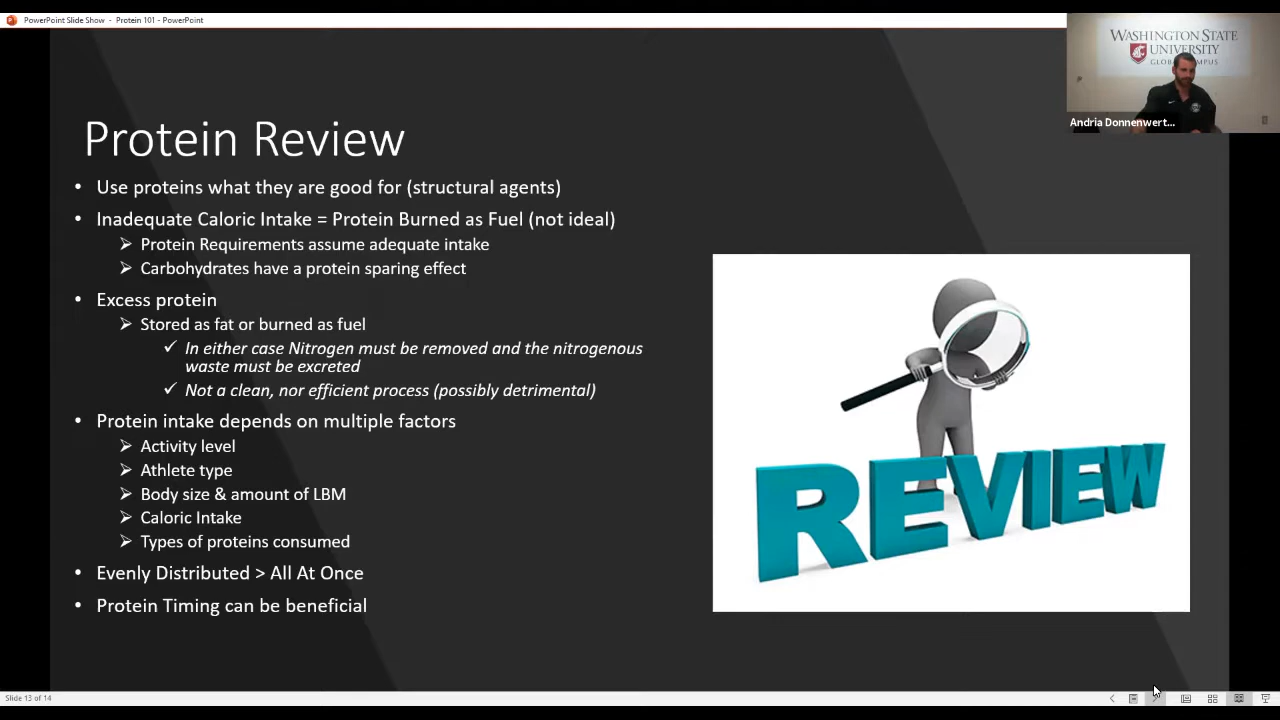 PowerPoint Slide Show - Protein 101 - PowerPoint
WASHINGTON STATE
UNIVERSITY
GLOBAL CAMPUS
Andria Donnenwert...
Protein Review
• Use proteins what they are good for (structural agents)
• Inadequate Caloric Intake = Protein Burned as Fuel (not ideal)
➢ Protein Requirements assume adequate intake
➢ Carbohydrates have a protein sparing effect
• Excess protein
➢ Stored as fat or burned as fuel
✓ In either case Nitrogen must be removed and the nitrogenous
waste must be excreted
✓ Not a clean, nor efficient process (possibly detrimental)
• Protein intake depends on multiple factors
➢ Activity level
➢ Athlete type
➢ Body size & amount of LBM
➢ Caloric Intake
➢ Types of proteins consumed
• Evenly Distributed > All At Once
• Protein Timing can be beneficial
REVIEW
Slide 13 of 14